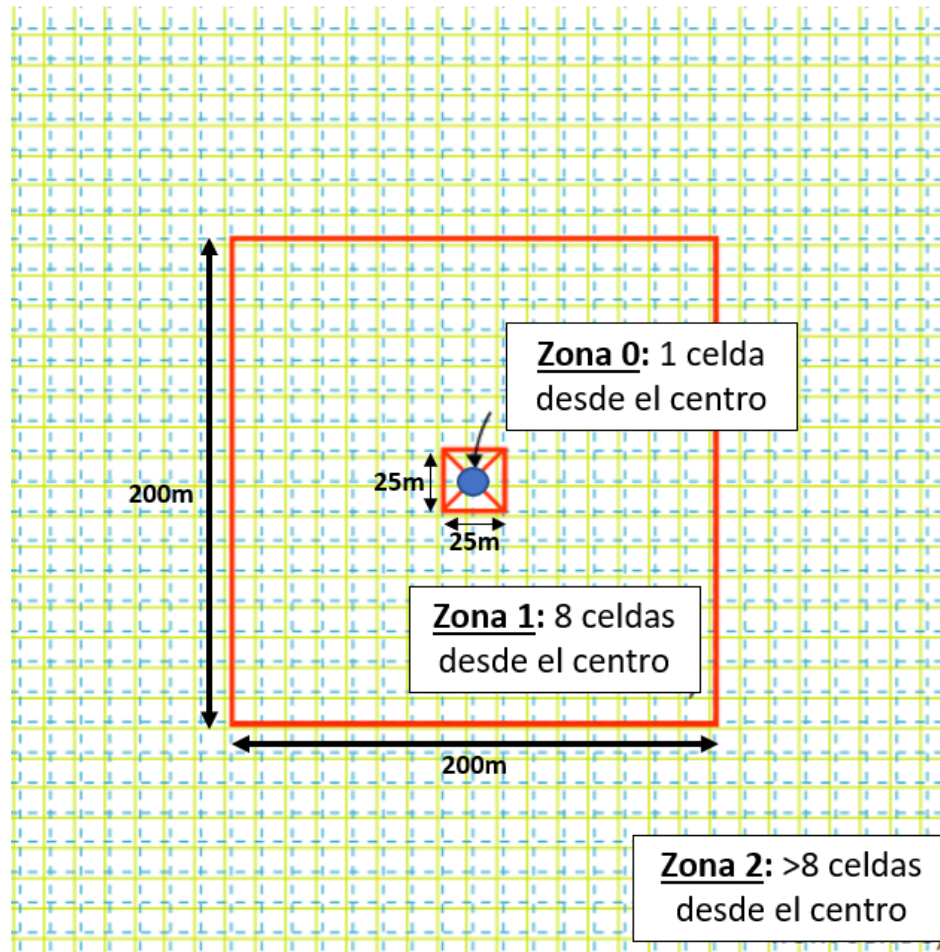 Zona 0: 1 celda
desde el centro
25m
200m
25m
Zona 1: 8 celdas
desde el centro
200m
Zona 2: >8 celdas
desde el centro